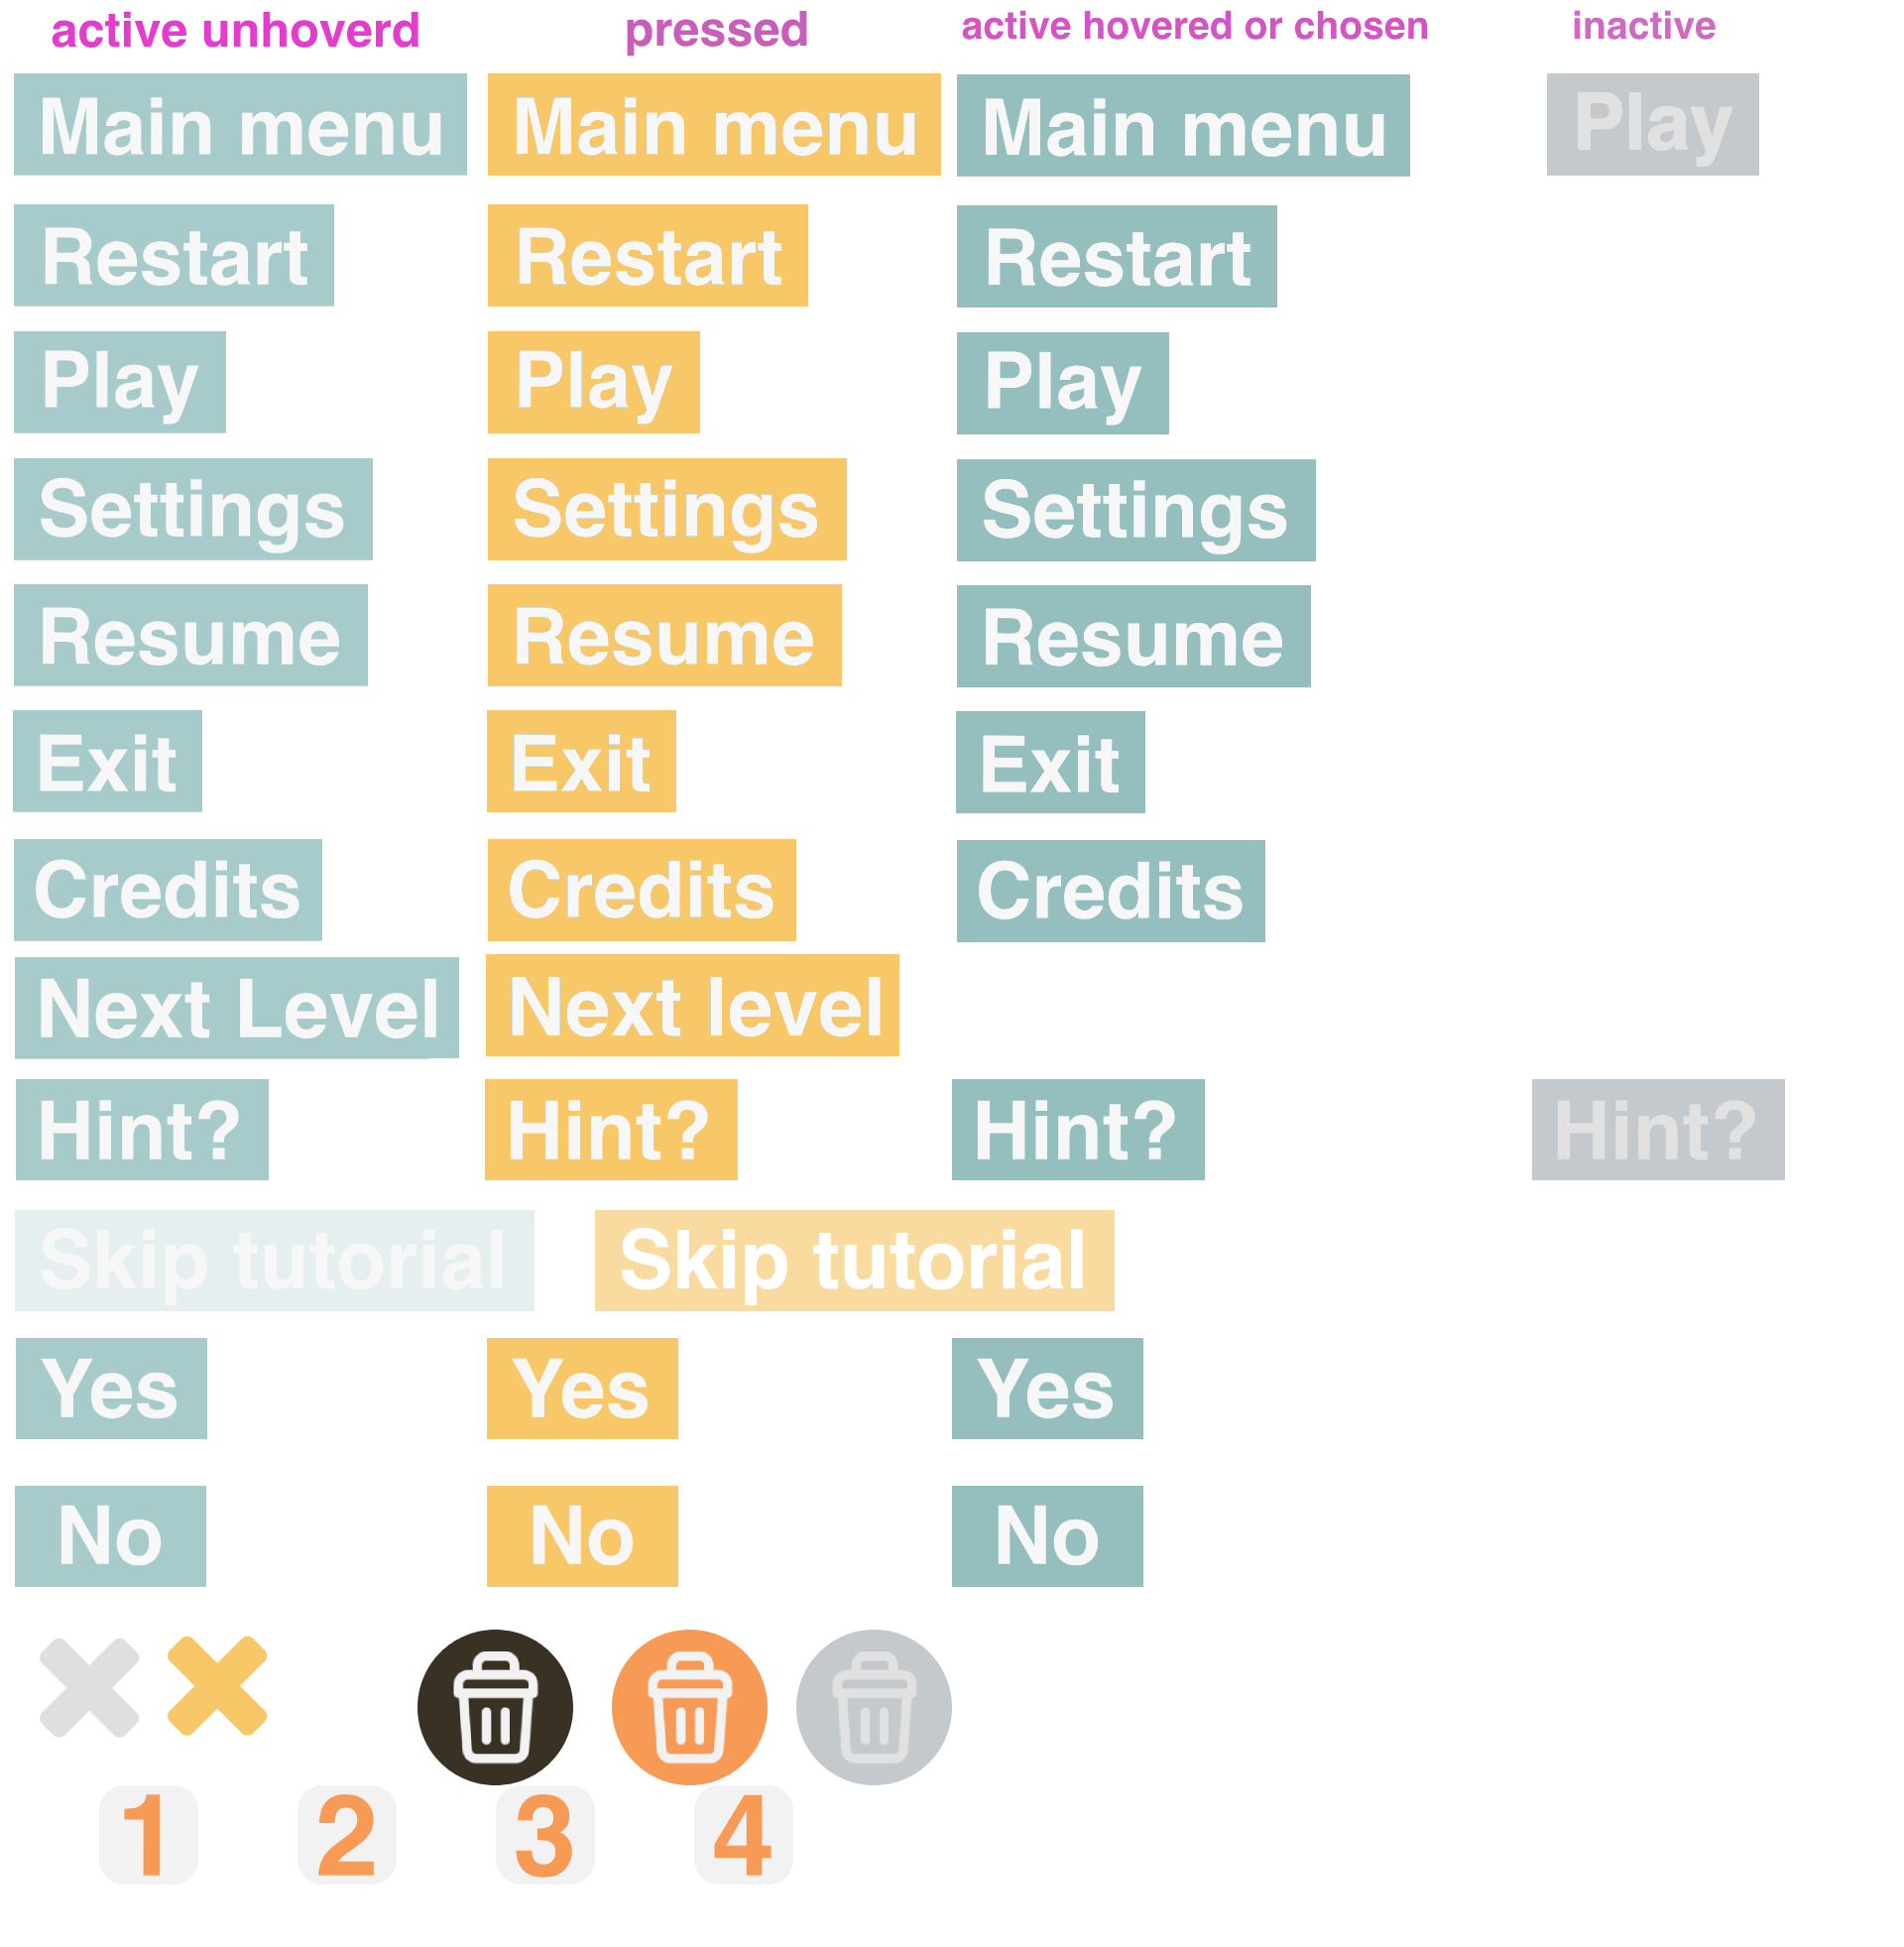 active unhoverd pressed active hovered or chosen inactive
Main menu Main menu Main menu Play
Restart Restart Restart
Play Play Play
Settings Settings Settings
Resume Resume Resume
Exit Exit Exit
Credits Credits Credits
Next Level Next level
Hint? Hint? Hint? Hint?
Skip tutorial Skip tutorial
Yes Yes Yes
No No No
1 2 3 4